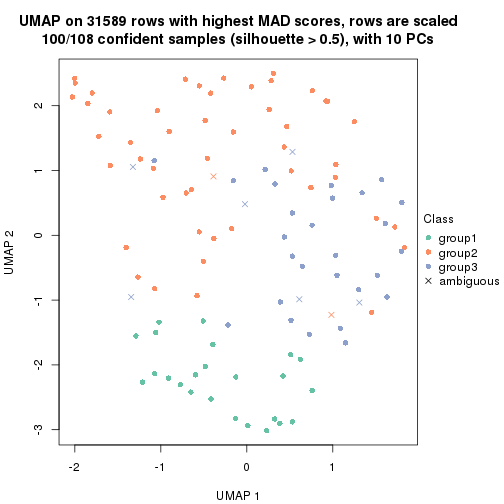 UMAP on 31589 rows with highest MAD scores, rows are scaled
100/108 confident samples (silhouette > 0.5), with 10 PCs
UMAP 2
2
1
0
-1
-2
-3
-2
-1
0
1
UMAP 1
Class
group1
group2
group3
ambiguous